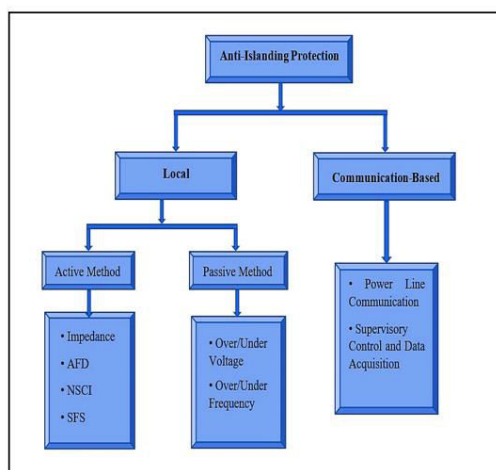 Anti-Islanding Protection
Local
Communication-Based
Active Method
Passive Method
• Impedance
• AFD
• NSCI
• SFS
• Over/Under
Voltage
• Over/Under
Frequency
• Power Line
Communication
• Supervisory
Control and Data
Acquisition